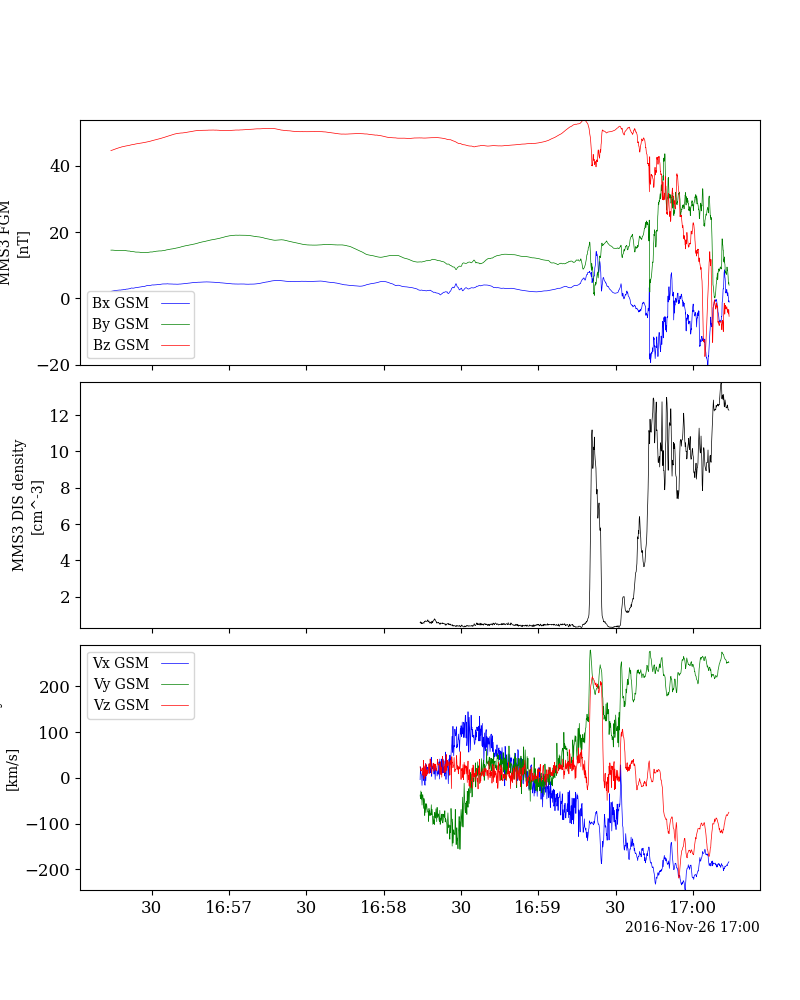 40
20
0
−20
MMS3 FGM
[nT]
Bx GSM
By GSM
Bz GSM
12
10
8
6
4
2
MMS3 DIS density
[cm^-3]
200
100
0
−100
−200
[km/s]
Vx GSM
Vy GSM
Vz GSM
30 16:57 30 16:58 30 16:59 30 17:00
2016-Nov-26 17:00